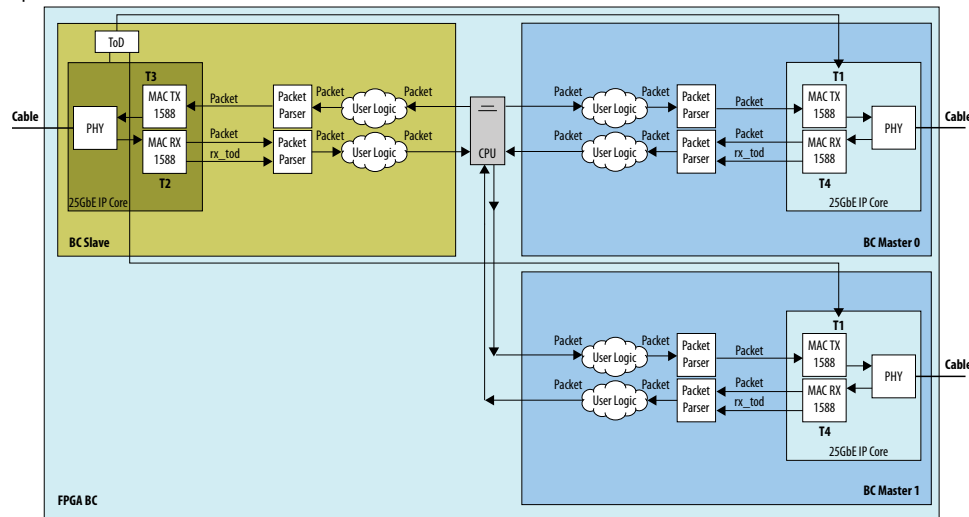 ToD
T3
MAC TX
1588
MAC RX
1588
T2
PHY
Cable
25GbE IP Core
BC Slave
Packet
Packet
rx_tod
Packet
Parser
Packet
Parser
Packet
Packet
User Logic
User Logic
Packet
Packet
CPU
Packet
Packet
User Logic
User Logic
Packet
Packet
Packet
Parser
Packet
Parser
Packet
Packet
rx_tod
T1
MAC TX
1588
MAC RX
1588
T4
PHY
Cable
25GbE IP Core
BC Master 0
Packet
Packet
User Logic
User Logic
Packet
Packet
Packet
Parser
Packet
Parser
Packet
Packet
rx_tod
T1
MAC TX
1588
MAC RX
1588
T4
PHY
Cable
25GbE IP Core
BC Master 1
FPGA BC